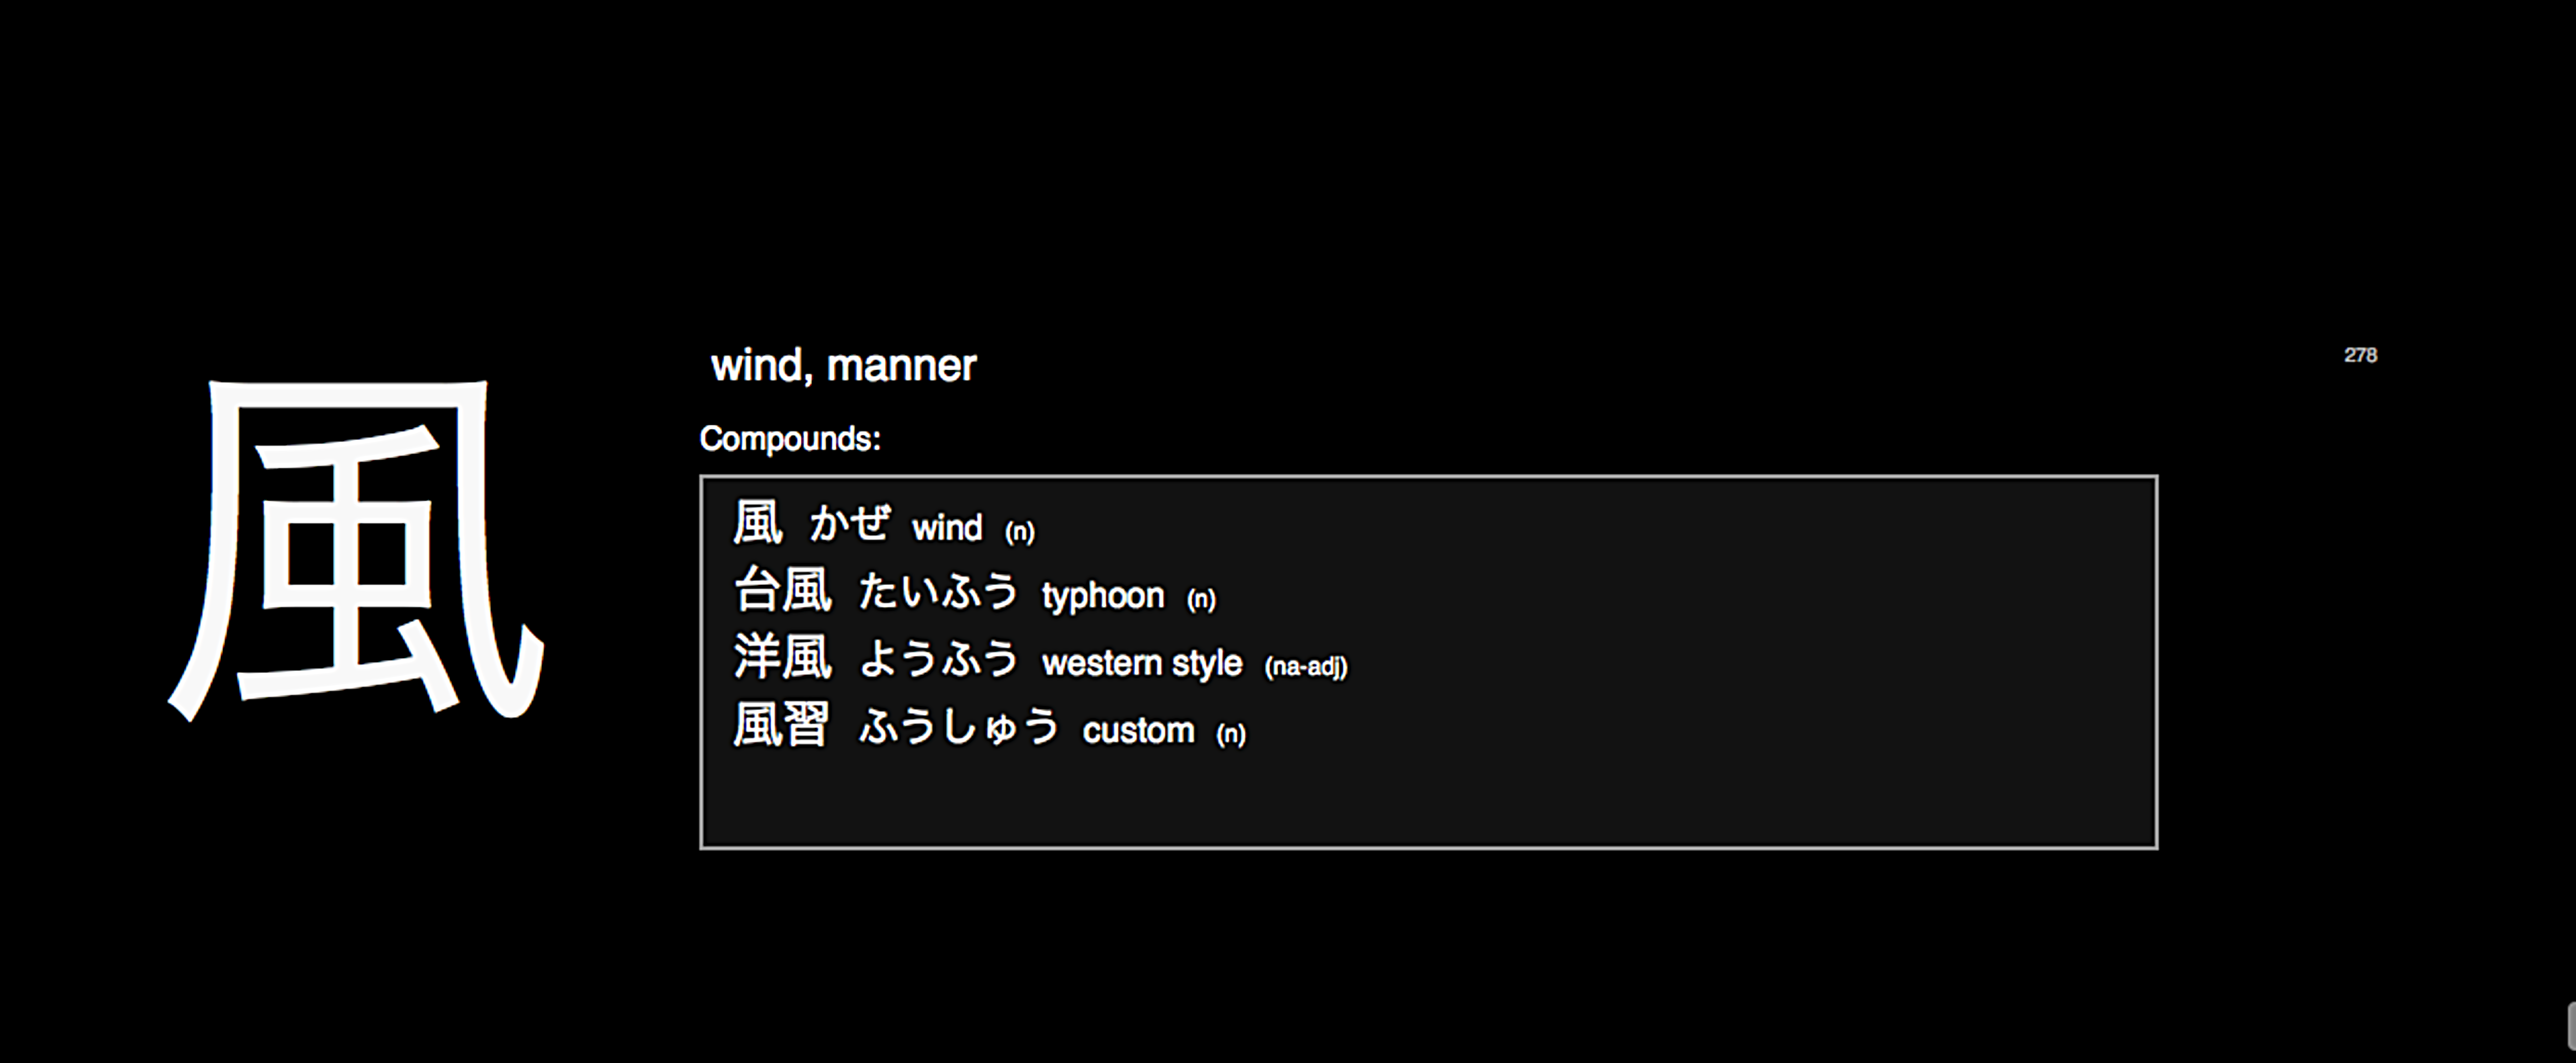 風
wind, manner
278
Compounds:
風 かぜ wind (n)
台風 たいふう typhoon (n)
洋風 ようふう western style (na-adj)
風習 ふうしゅう custom (n)